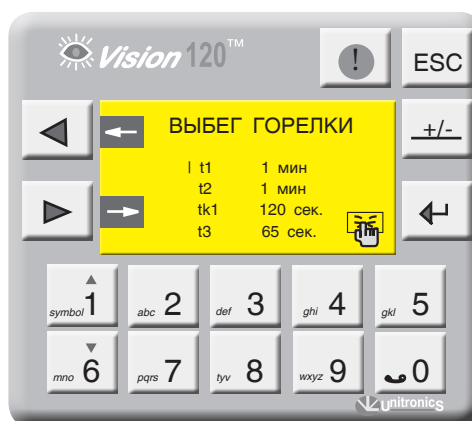 Vision 120™
! ESC
ВЫБЕГ ГОРЕЛКИ
+/-
t1 1 мин
t2 1 мин
tk1 120 сек.
t3 65 сек.
symbol 1 abc 2 def 3 ghi 4 gkl 5
mno 6 pqrs 7 tyv 8 wxyz 9 0
Unitronics